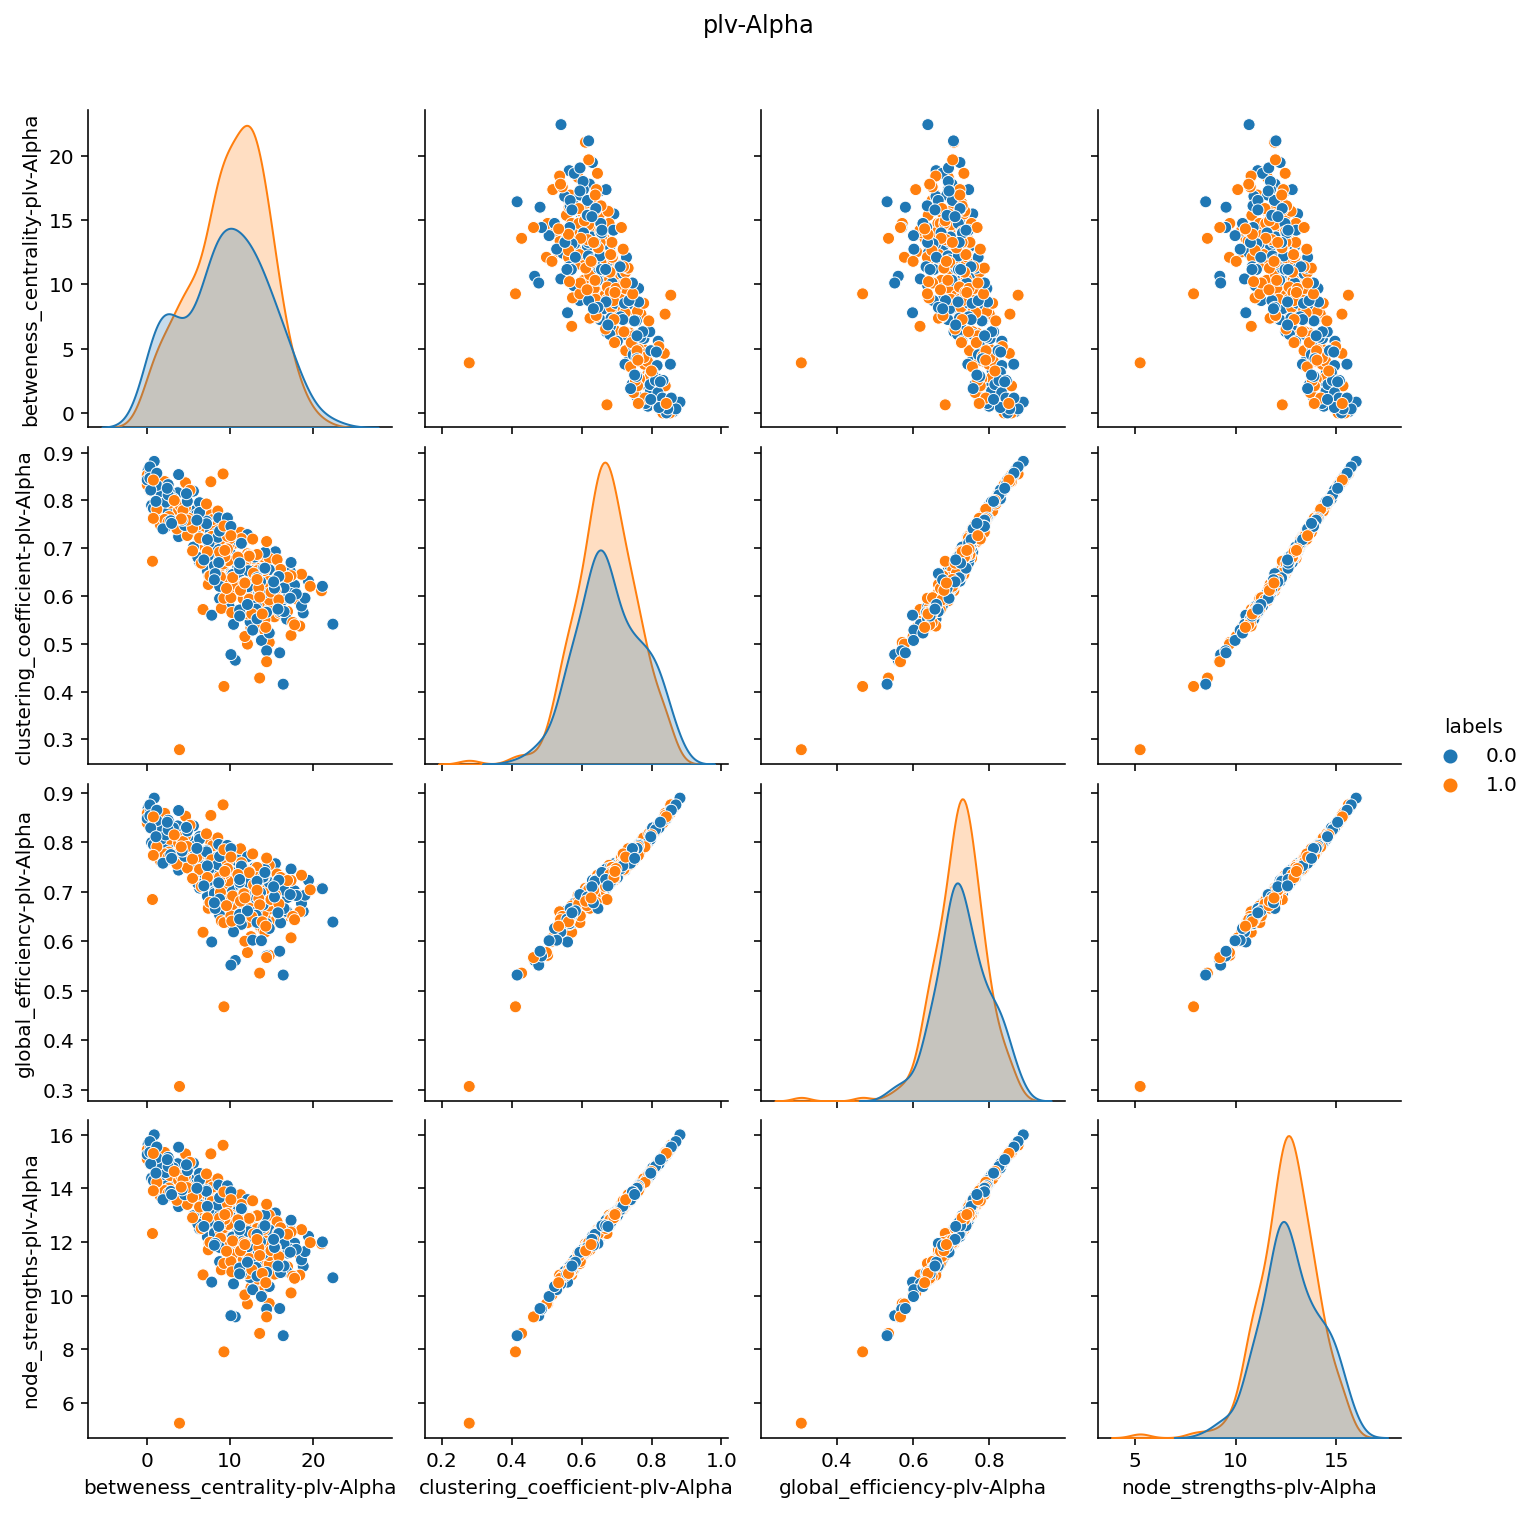 plv-Alpha
betweness_centrality-plv-Alpha
20
15
10
5
0
clustering_coefficient-plv-Alpha
0.9
0.8
0.7
0.6
0.5
0.4
0.3
labels
0.0
1.0
global_efficiency-plv-Alpha
0.9
0.8
0.7
0.6
0.5
0.4
0.3
node_strengths-plv-Alpha
16
14
12
10
8
6
0 10 20
0.2 0.4 0.6 0.8 1.0
0.4 0.6 0.8
5 10 15
betweness_centrality-plv-Alpha
clustering_coefficient-plv-Alpha
global_efficiency-plv-Alpha
node_strengths-plv-Alpha